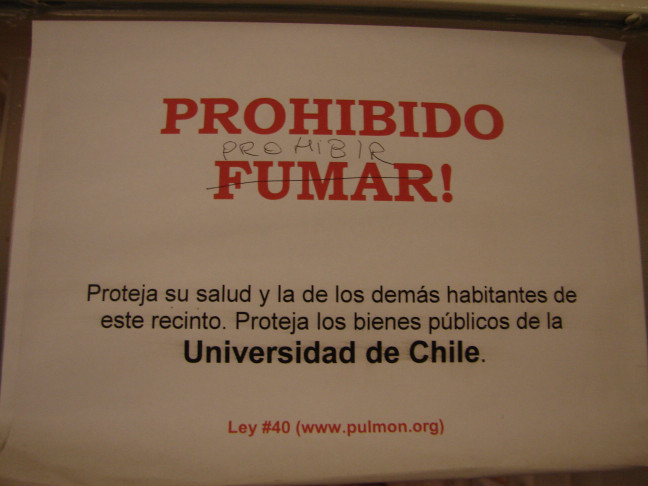 PROHIBIDO
PROHIBIR
FUMAR!
Proteja su salud y la de los demás habitantes de
este recinto. Proteja los bienes públicos de la
Universidad de Chile.
Ley #40 (www.pulmon.org)